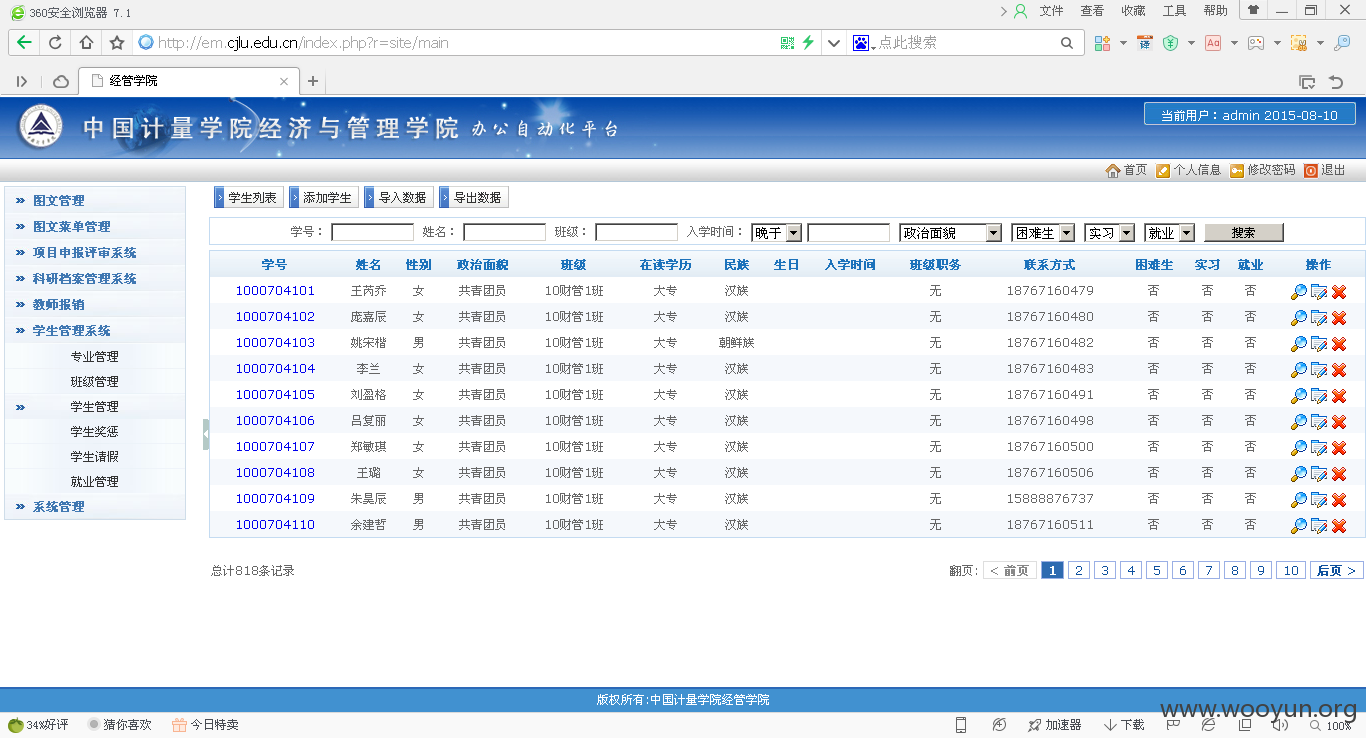 360安全浏览器 7.1
文件 查看 收藏 工具 帮助
http://em.cjlu.edu.cn/index.php?r=site/main
点此搜索
经管学院
中国计量学院经济与管理学院 办公自动化平台
当前用户：admin 2015-08-10
首页 个人信息 修改密码 退出
图文管理
图文菜单管理
项目申报评审系统
科研档案管理系统
教师报销
学生管理系统
专业管理
班级管理
学生管理
学生奖惩
学生请假
就业管理
系统管理
学生列表 添加学生 导入数据 导出数据
学号： 姓名： 班级： 入学时间： 晚于 政治面貌 困难生 实习 就业 搜索
学号 姓名 性别 政治面貌 班级 在读学历 民族 生日 入学时间 班级职务 联系方式 困难生 实习 就业 操作
1000704101 王芮乔 女 共青团员 10财管1班 大专 汉族 无 18767160479 否 否 否
1000704102 庞嘉辰 女 共青团员 10财管1班 大专 汉族 无 18767160480 否 否 否
1000704103 姚宋楷 男 共青团员 10财管1班 大专 朝鲜族 无 18767160482 否 否 否
1000704104 李兰 女 共青团员 10财管1班 大专 汉族 无 18767160483 否 否 否
1000704105 刘盈格 女 共青团员 10财管1班 大专 汉族 无 18767160491 否 否 否
1000704106 吕复丽 女 共青团员 10财管1班 大专 汉族 无 18767160498 否 否 否
1000704107 郑敏琪 女 共青团员 10财管1班 大专 汉族 无 18767160500 否 否 否
1000704108 王璐 女 共青团员 10财管1班 大专 汉族 无 18767160506 否 否 否
1000704109 朱昊辰 男 共青团员 10财管1班 大专 汉族 无 15888876737 否 否 否
1000704110 余建哲 男 共青团员 10财管1班 大专 汉族 无 18767160511 否 否 否
总计818条记录
翻页: < 前页 1 2 3 4 5 6 7 8 9 10 后页 >
版权所有:中国计量学院经管学院
www.wooyun.org
34%好评 猜你喜欢 今日特卖 加速器 下载 100%